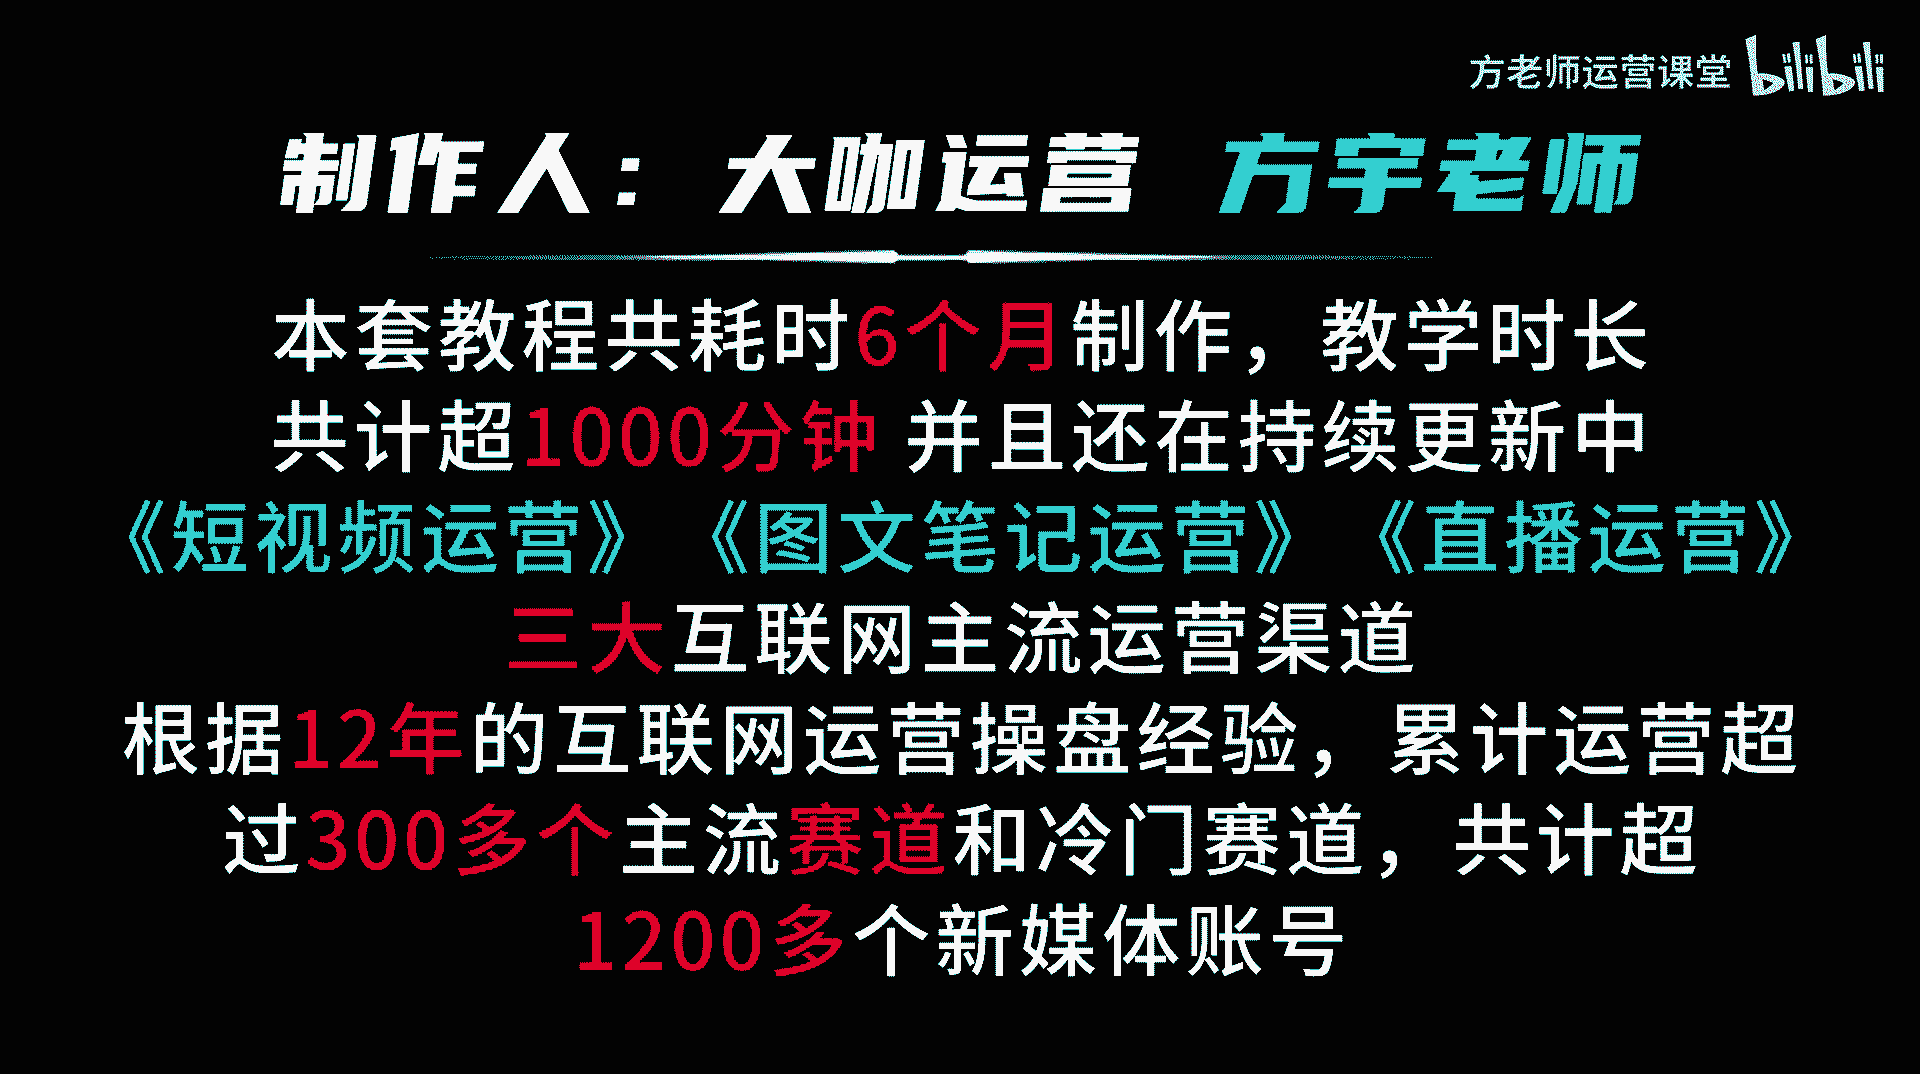 方老师运营课堂 bilibili
制作人：大咖运营 方宇老师
本套教程共耗时6个月制作，教学时长
共计超1000分钟 并且还在持续更新中
《短视频运营》《图文笔记运营》《直播运营》
三大互联网主流运营渠道
根据12年的互联网运营操盘经验，累计运营超
过300多个主流赛道和冷门赛道，共计超
1200多个新媒体账号